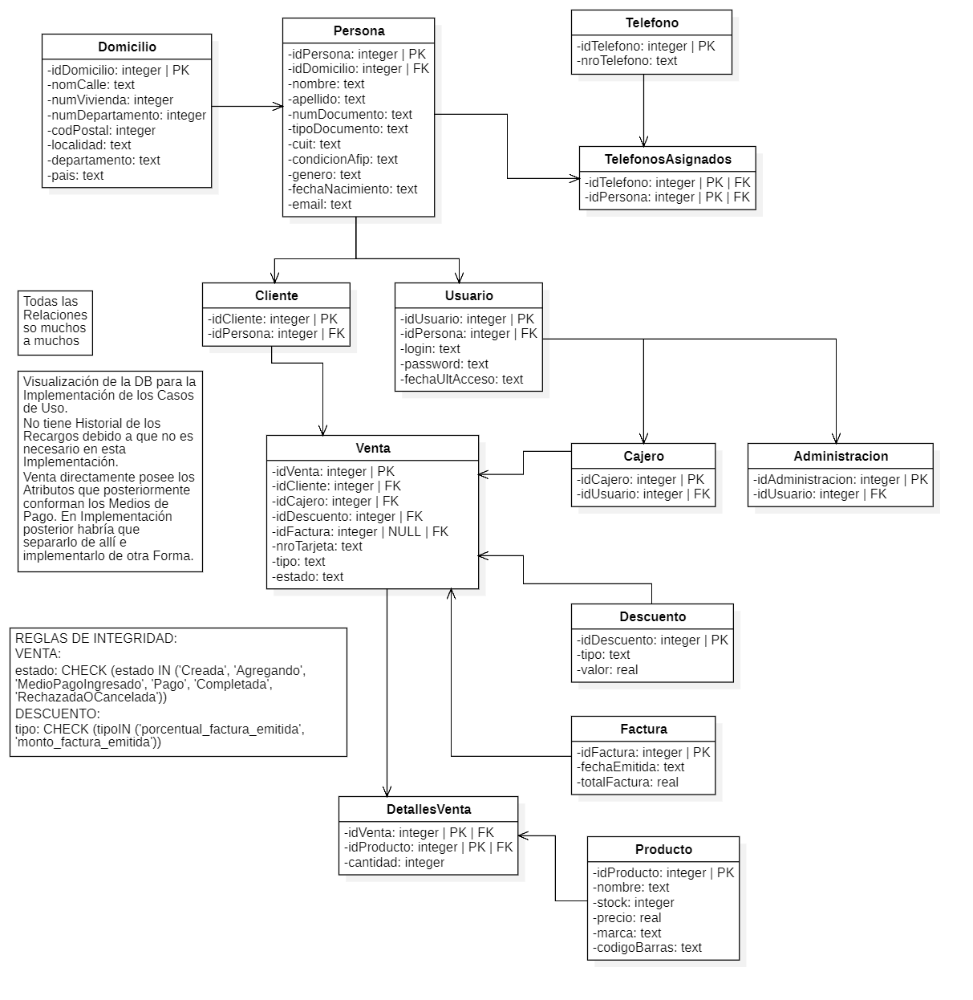 Domicilio
-idDomicilio: integer | PK
-nomCalle: text
-numVivienda: integer
-numDepartamento: integer
-codPostal: integer
-localidad: text
-departamento: text
-pais: text
Persona
-idPersona: integer | PK
-idDomicilio: integer | FK
-nombre: text
-apellido: text
-numDocumento: text
-tipoDocumento: text
-cuit: text
-condicionAfip: text
-genero: text
-fechaNacimiento: text
-email: text
Telefono
-idTelefono: integer | PK
-nroTelefono: text
TelefonosAsignados
-idTelefono: integer | PK | FK
-idPersona: integer | PK | FK
Cliente
-idCliente: integer | PK
-idPersona: integer | FK
Usuario
-idUsuario: integer | PK
-idPersona: integer | FK
-login: text
-password: text
-fechaUltAcceso: text
Todas las
Relaciones
so muchos
a muchos
Visualización de la DB para la
Implementación de los Casos
de Uso.
No tiene Historial de los
Recargos debido a que no es
necesario en esta
Implementación.
Venta directamente posee los
Atributos que posteriormente
conforman los Medios de
Pago. En Implementación
posterior habría que
separarlo de allí e
implementarlo de otra Forma.
Venta
-idVenta: integer | PK
-idCliente: integer | FK
-idCajero: integer | FK
-idDescuento: integer | FK
-idFactura: integer | NULL | FK
-nroTarjeta: text
-tipo: text
-estado: text
Cajero
-idCajero: integer | PK
-idUsuario: integer | FK
Administracion
-idAdministracion: integer | PK
-idUsuario: integer | FK
Descuento
-idDescuento: integer | PK
-tipo: text
-valor: real
REGLAS DE INTEGRIDAD:
VENTA:
estado: CHECK (estado IN ('Creada', 'Agregando',
'MedioPagoIngresado', 'Pago', 'Completada',
'RechazadaOCancelada'))
DESCUENTO:
tipo: CHECK (tipoIN ('porcentual_factura_emitida',
'monto_factura_emitida'))
Factura
-idFactura: integer | PK
-fechaEmitida: text
-totalFactura: real
DetallesVenta
-idVenta: integer | PK | FK
-idProducto: integer | PK | FK
-cantidad: integer
Producto
-idProducto: integer | PK
-nombre: text
-stock: integer
-precio: real
-marca: text
-codigoBarras: text